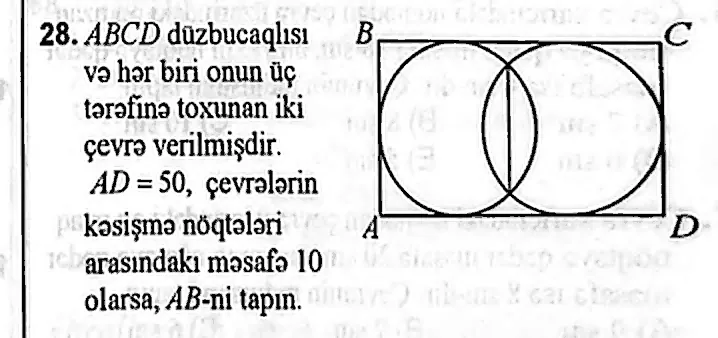 28. ABCD düzbucaqlısı
və hər biri onun üç
tərəfinə toxunan iki
çevrə verilmişdir.
AD = 50, çevrələrin
kəsişmə nöqtələri
arasındakı məsafə 10
olarsa, AB-ni tapın.
B C
A D